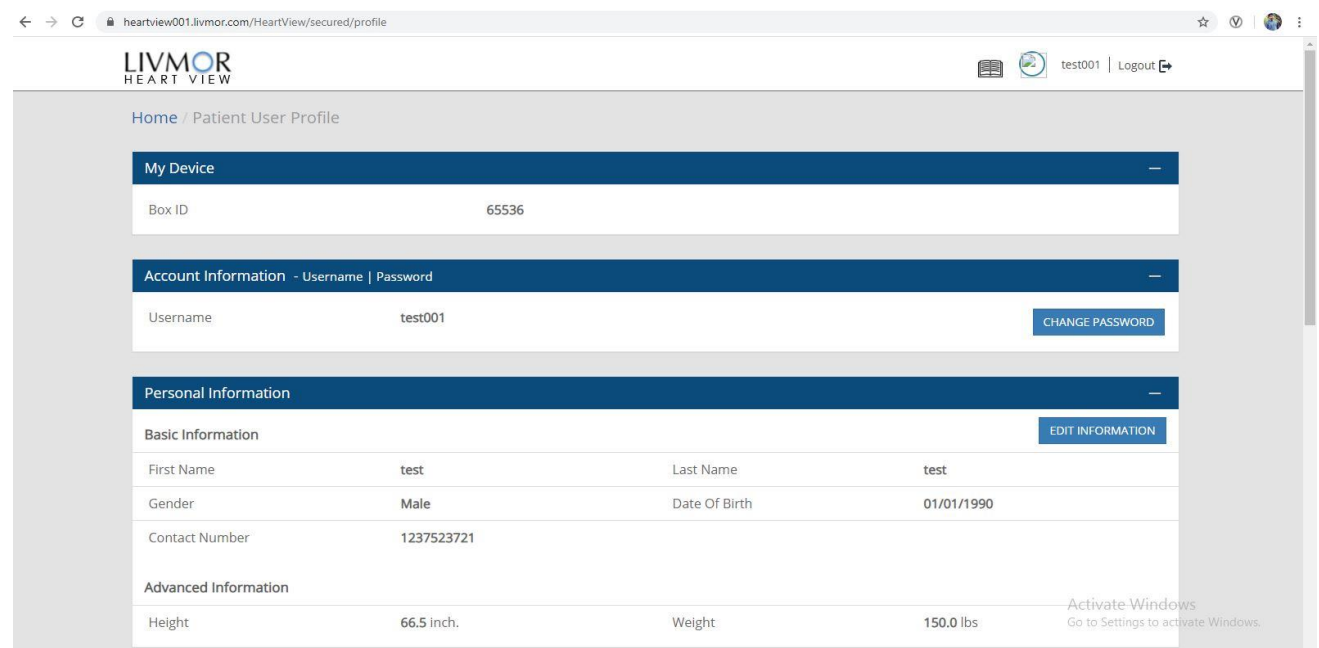 heartview001.livmor.com/HeartView/secured/profile
LIVMOR
HEART VIEW
test001 | Logout
Home / Patient User Profile
My Device
Box ID 65536
Account Information - Username | Password
Username test001 CHANGE PASSWORD
Personal Information
Basic Information EDIT INFORMATION
First Name test Last Name test
Gender Male Date Of Birth 01/01/1990
Contact Number 1237523721
Advanced Information
Height 66.5 inch. Weight 150.0 lbs
Activate Windows
Go to Settings to activate Windows.